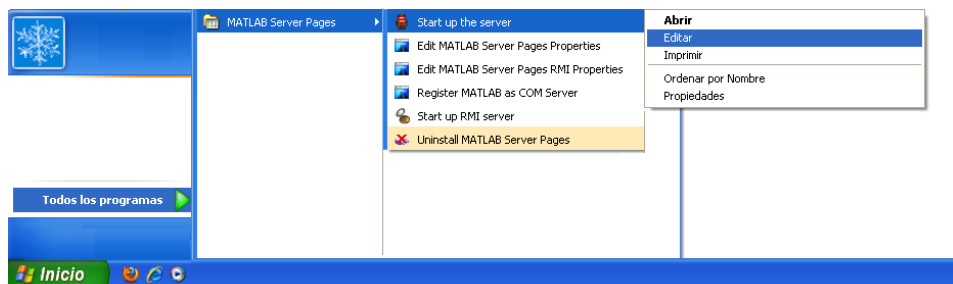 MATLAB Server Pages
Start up the server
Edit MATLAB Server Pages Properties
Edit MATLAB Server Pages RMI Properties
Register MATLAB as COM Server
Start up RMI server
Uninstall MATLAB Server Pages
Abrir
Editar
Imprimir
Ordenar por Nombre
Propiedades
Todos los programas
Inicio